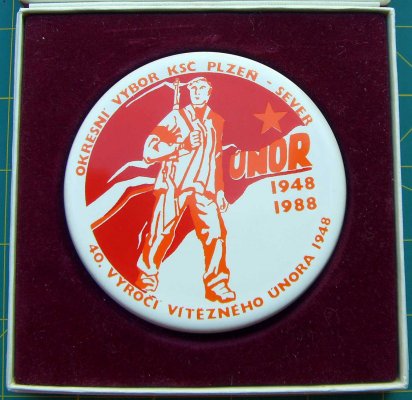 OKRESNÍ VÝBOR KSČ PLZEŇ - SEVER
ÚNOR
1948
1988
40. VÝROČÍ VÍTĚZNÉHO ÚNORA 1948